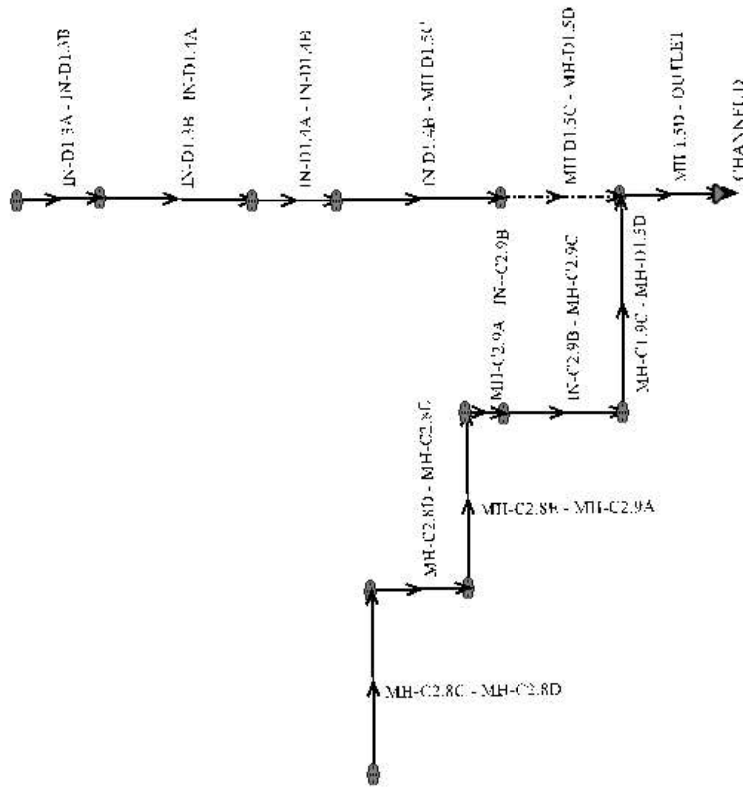 IN-D1.3A - IN-D1.3B
IN-D1.3B IN-D1.4A
IN-D1.4A - IN-D1.4B
IN-D1.4B - MH-D1.5C
MH-D1.5C - MH-D1.5D
MH-1.5D - OUTLET
CHANNEL D
MH-C2.9A IN--C2.9B
IN-C2.9B - MH-C2.9C
MH-C1.9C - MH-D1.5D
MH-C2.8D - MH-C2.8E
MH-C2.8E - MH-C2.9A
MH-C2.8C - MH-C2.8D